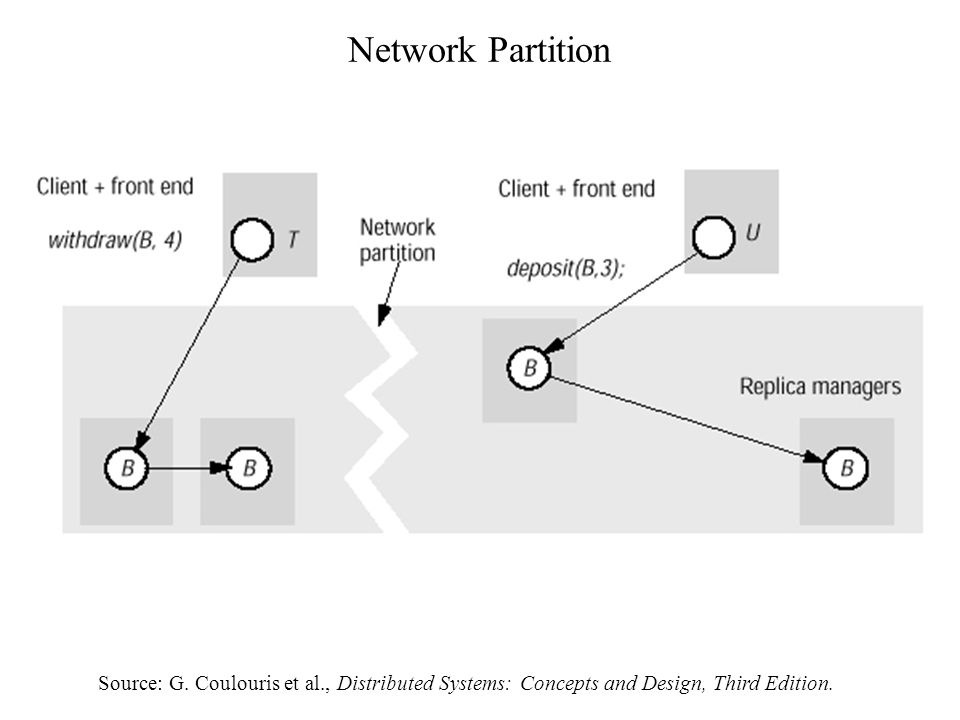 Network Partition
Client + front end
withdraw(B, 4)
T
Network
partition
Client + front end
U
deposit(B,3);
B
Replica managers
B
B
B
Source: G. Coulouris et al., Distributed Systems: Concepts and Design, Third Edition.